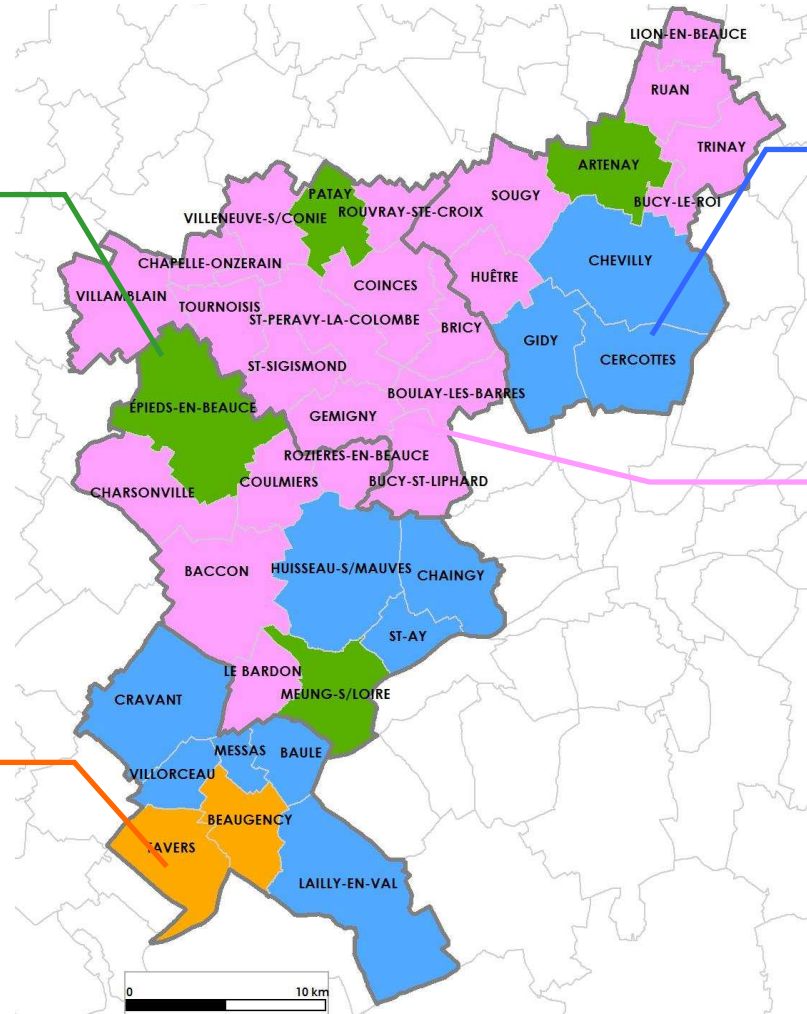 LION-EN-BEAUCE
RUAN
TRINAY
ARTENAY
PATAY
SOUGY
BUCY-LE-ROI
VILLENEUVE-S/CONIE
ROUVRAY-STE-CROIX
CHAPELLE-ONZERAIN
CHEVILLY
HUÊTRE
COINCES
VILLAMBLAIN
TOURNOISIS
ST-PERAVY-LA-COLOMBE
BRICY
GIDY
CERCOTTES
ST-SIGISMOND
BOULAY-LES-BARRES
ÉPIEDS-EN-BEAUCE
GEMIGNY
ROZIERES-EN-BEAUCE
COULMIERS
BUCY-ST-LIPHARD
CHARSONVILLE
BACCON
HUISSEAU-S/MAUVES
CHAINGY
ST-AY
LE BARDON
CRAVANT
MEUNG-S/LOIRE
MESSAS
BAULE
VILLORCEAU
BEAUGENCY
TAVERS
LAILLY-EN-VAL
0 10 km